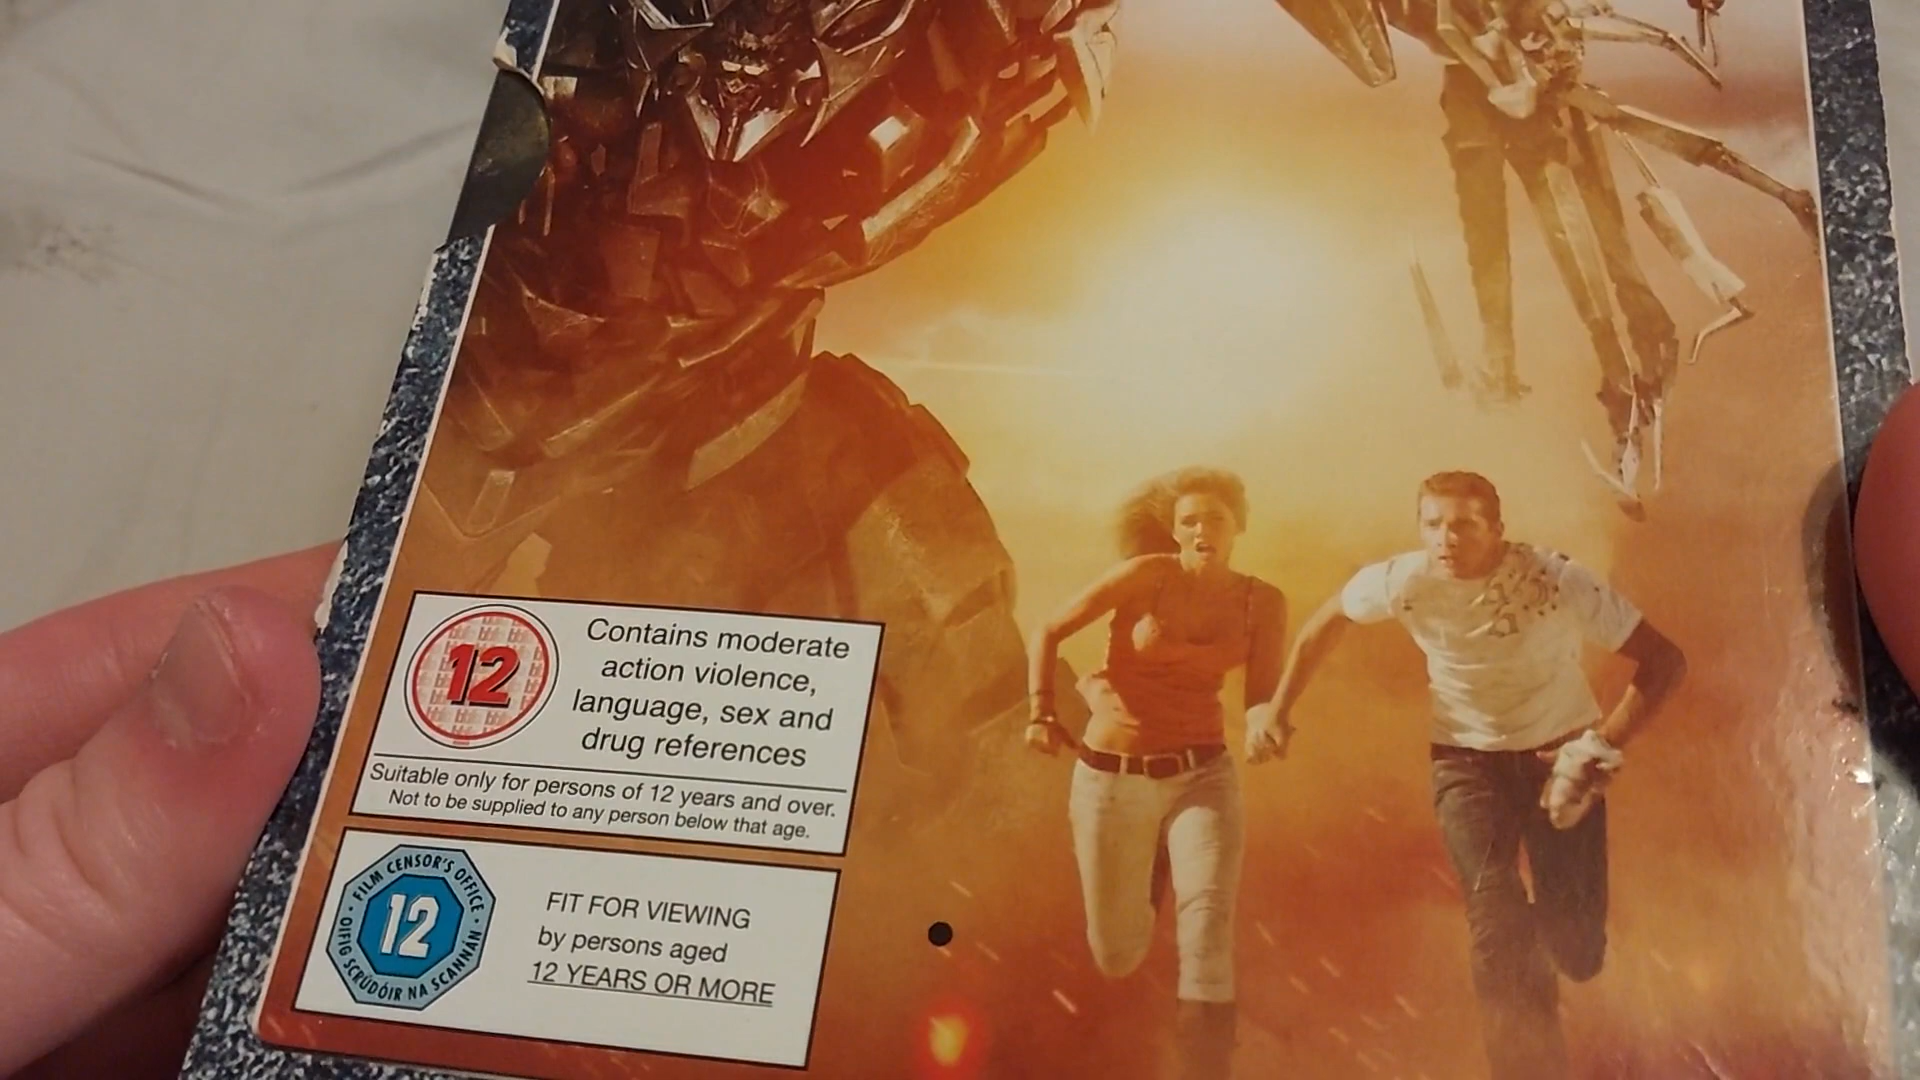 12
Contains moderate
action violence,
language, sex and
drug references
Suitable only for persons of 12 years and over.
Not to be supplied to any person below that age.
FILM CENSOR'S OFFICE
12
OIFIG SCRÚDÓIR NA SCANNÁN
FIT FOR VIEWING
by persons aged
12 YEARS OR MORE